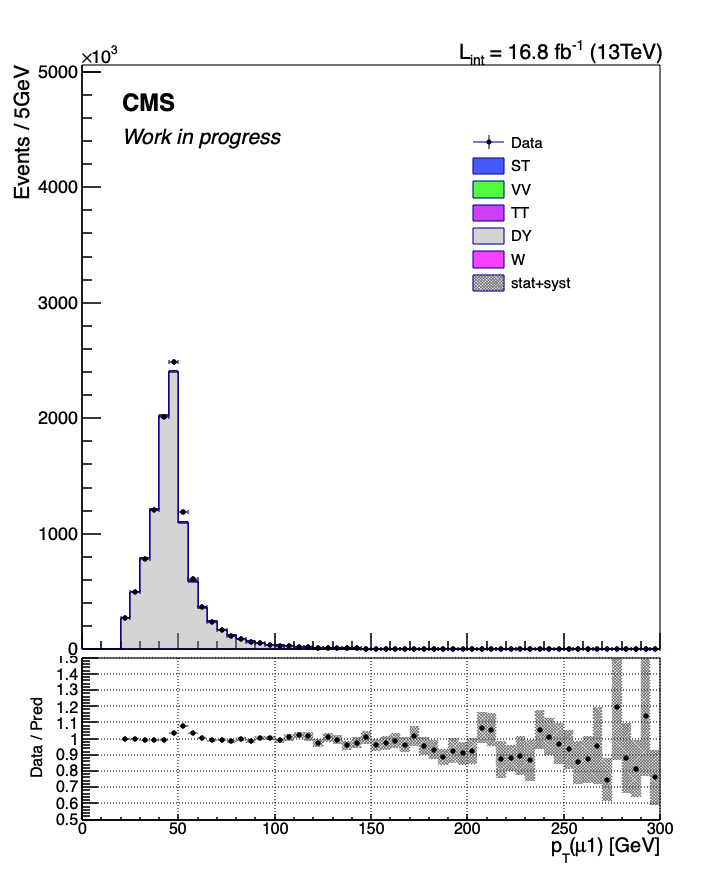 ×10³
L_int = 16.8 fb⁻¹ (13TeV)
Events / 5GeV
5000
4000
3000
2000
1000
0
CMS
Work in progress
Data
ST
VV
TT
DY
W
stat+syst
Data / Pred
1.5
1.4
1.3
1.2
1.1
1
0.9
0.8
0.7
0.6
0.5
0 50 100 150 200 250 300
p_T(μ1) [GeV]